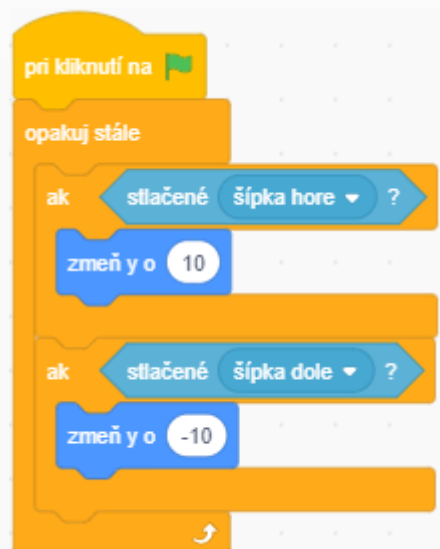 pri kliknutí na
opakuj stále
ak stlačené šípka hore ?
zmeň y o 10
ak stlačené šípka dole ?
zmeň y o -10